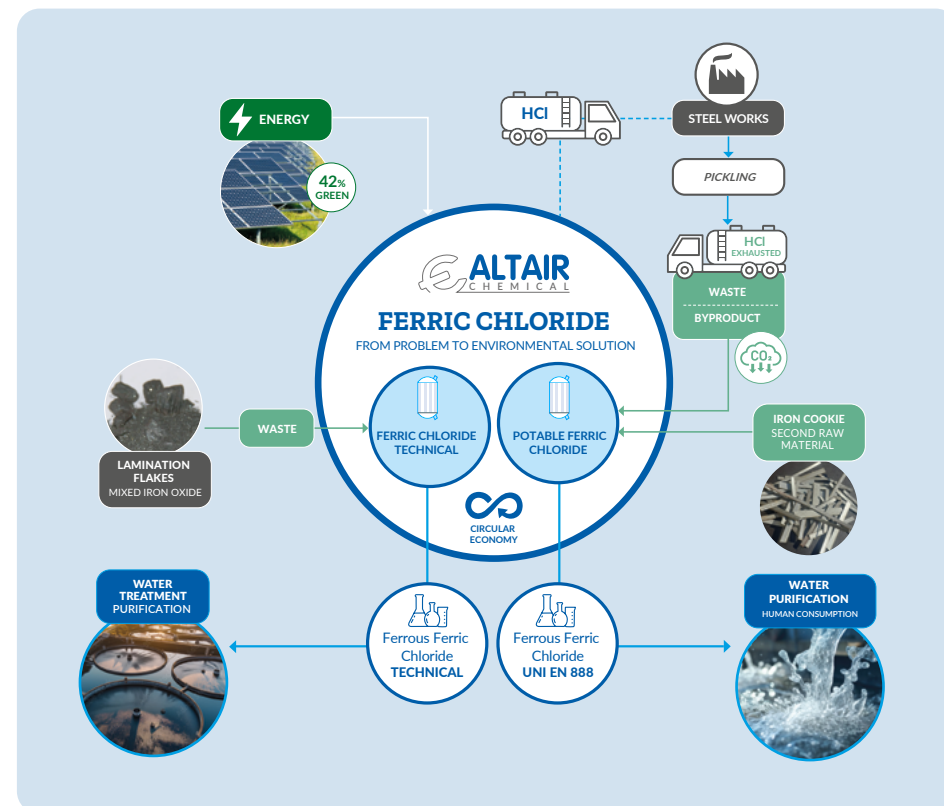 HCl
STEEL WORKS
ENERGY
42%
GREEN
PICKLING
HCl
EXHAUSTED
WASTE
BYPRODUCT
CO₂
ALTAIR
CHEMICAL
FERRIC CHLORIDE
FROM PROBLEM TO ENVIRONMENTAL SOLUTION
WASTE
FERRIC CHLORIDE
TECHNICAL
POTABLE FERRIC
CHLORIDE
IRON COOKIE
SECOND RAW
MATERIAL
LAMINATION
FLAKES
MIXED IRON OXIDE
CIRCULAR
ECONOMY
WATER
TREATMENT
PURIFICATION
Ferrous Ferric
Chloride
TECHNICAL
Ferrous Ferric
Chloride
UNI EN 888
WATER
PURIFICATION
HUMAN CONSUMPTION